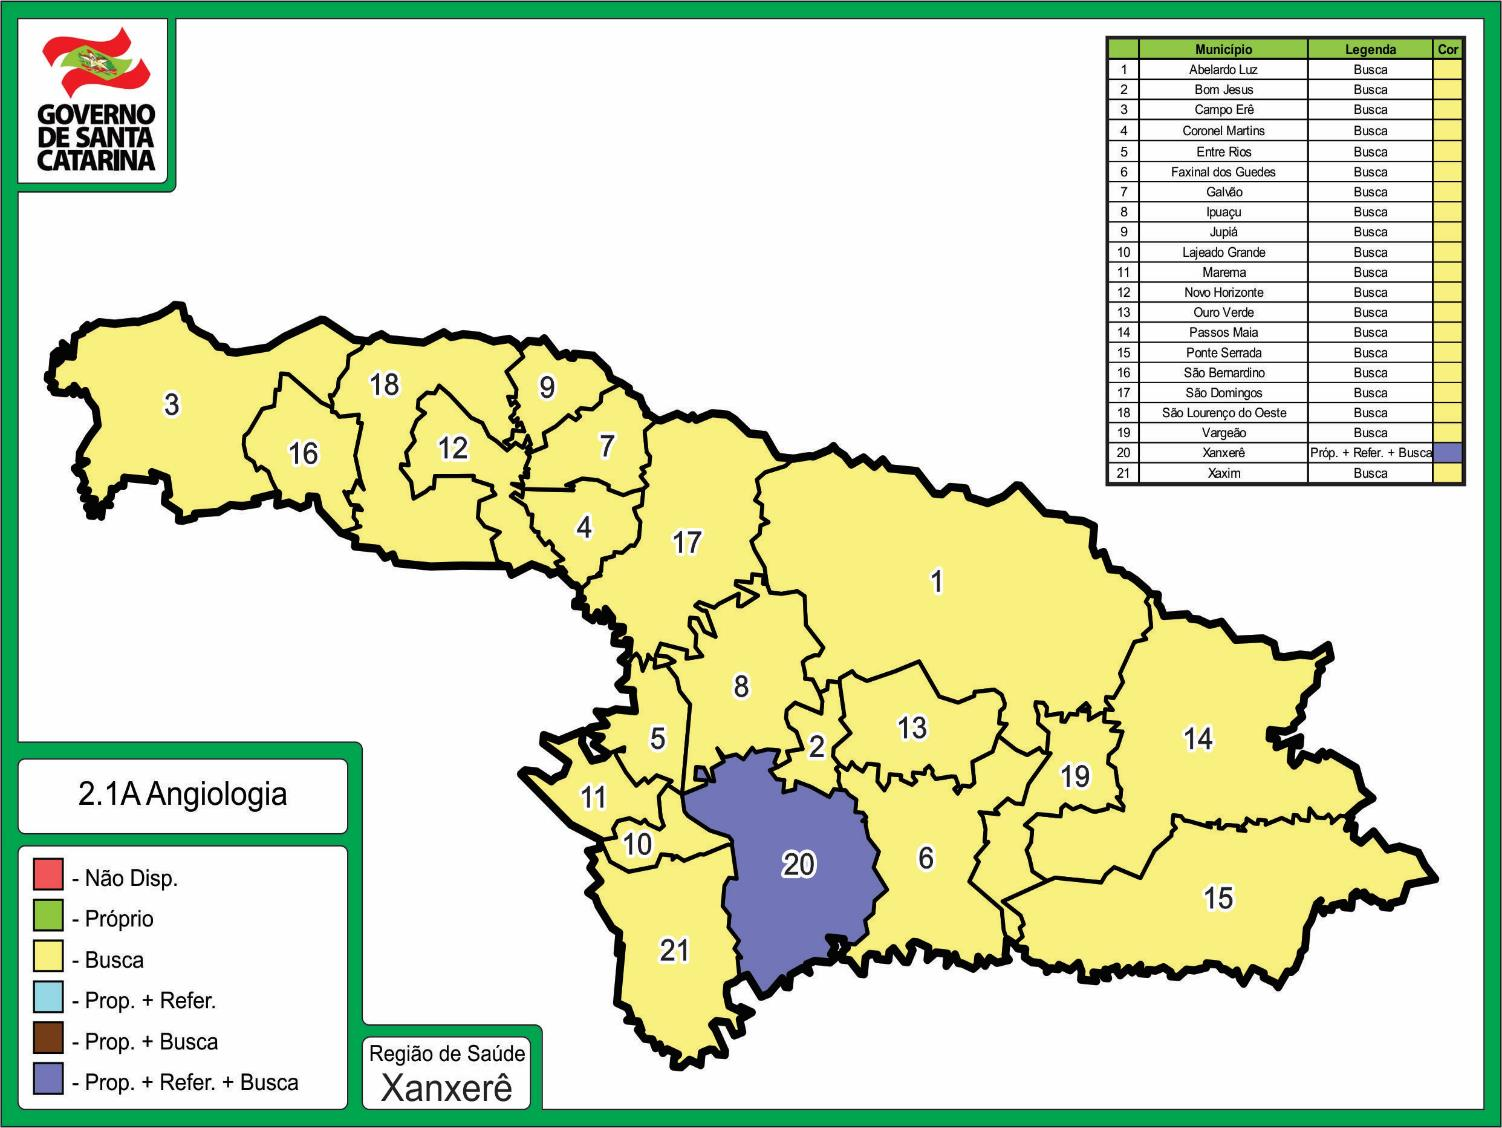 GOVERNO
DE SANTA
CATARINA
Município Legenda Cor
1 Abelardo Luz Busca
2 Bom Jesus Busca
3 Campo Erê Busca
4 Coronel Martins Busca
5 Entre Rios Busca
6 Faxinal dos Guedes Busca
7 Galvão Busca
8 Ipuaçu Busca
9 Jupiá Busca
10 Lajeado Grande Busca
11 Marema Busca
12 Novo Horizonte Busca
13 Ouro Verde Busca
14 Passos Maia Busca
15 Ponte Serrada Busca
16 São Bernardino Busca
17 São Domingos Busca
18 São Lourenço do Oeste Busca
19 Vargeão Busca
20 Xanxerê Próp. + Refer. + Busca
21 Xaxim Busca
3
18
9
16
12
7
4
17
1
8
5
2
13
14
19
11
10
20
6
15
21
2.1A Angiologia
- Não Disp.
- Próprio
- Busca
- Prop. + Refer.
- Prop. + Busca
- Prop. + Refer. + Busca
Região de Saúde
Xanxerê